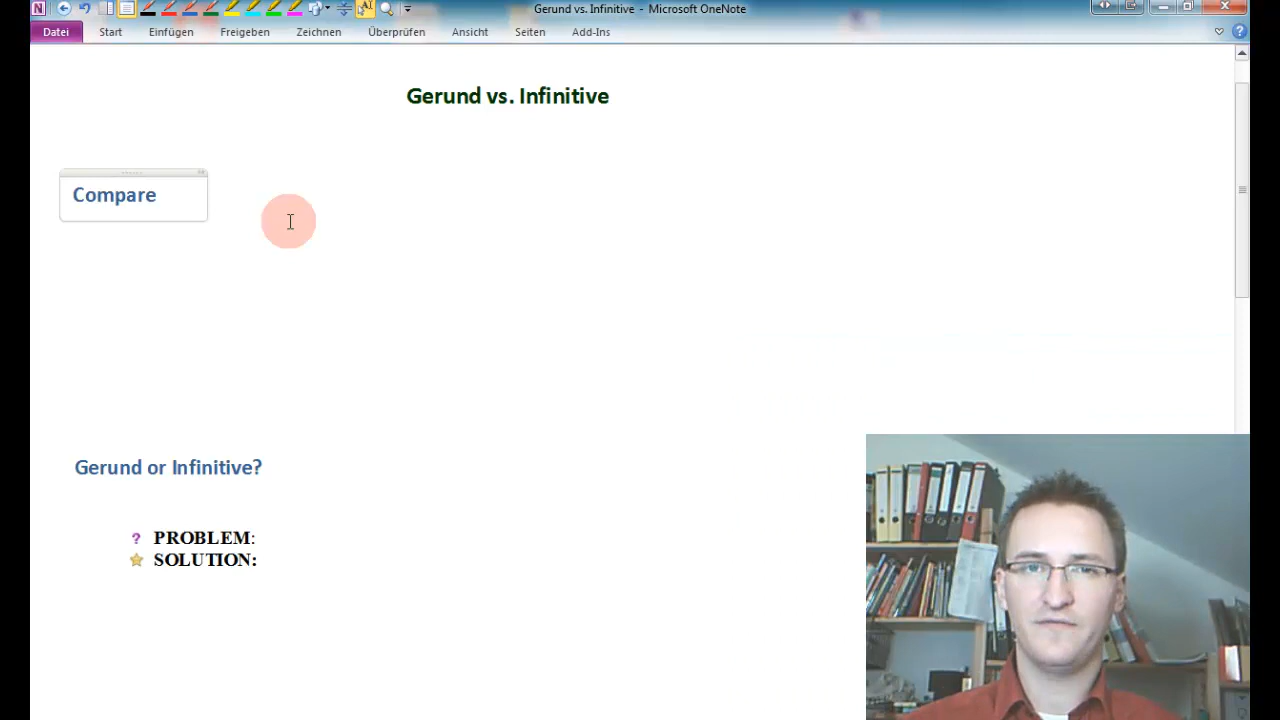 Gerund vs. Infinitive - Microsoft OneNote
Datei Start Einfügen Freigeben Zeichnen Überprüfen Ansicht Seiten Add-Ins
Gerund vs. Infinitive
Compare
Gerund or Infinitive?
? PROBLEM:
SOLUTION: